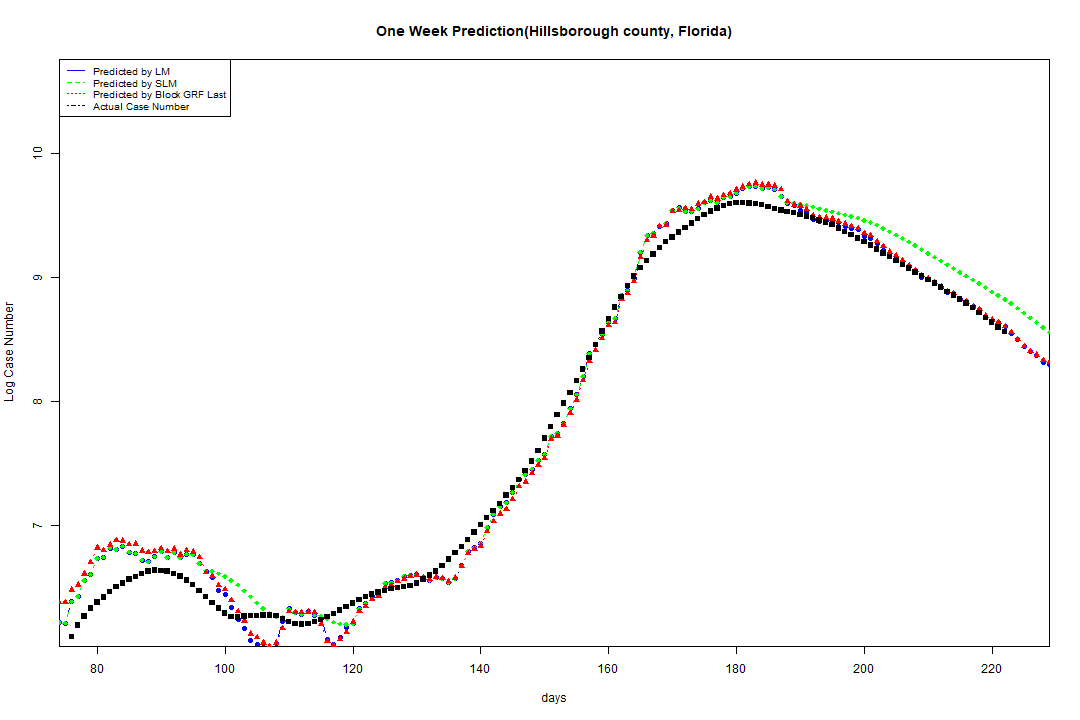 One Week Prediction(Hillsborough county, Florida)
Predicted by LM
Predicted by SLM
Predicted by Block GRF Last
Actual Case Number
10
9
8
7
Log Case Number
80 100 120 140 160 180 200 220
days